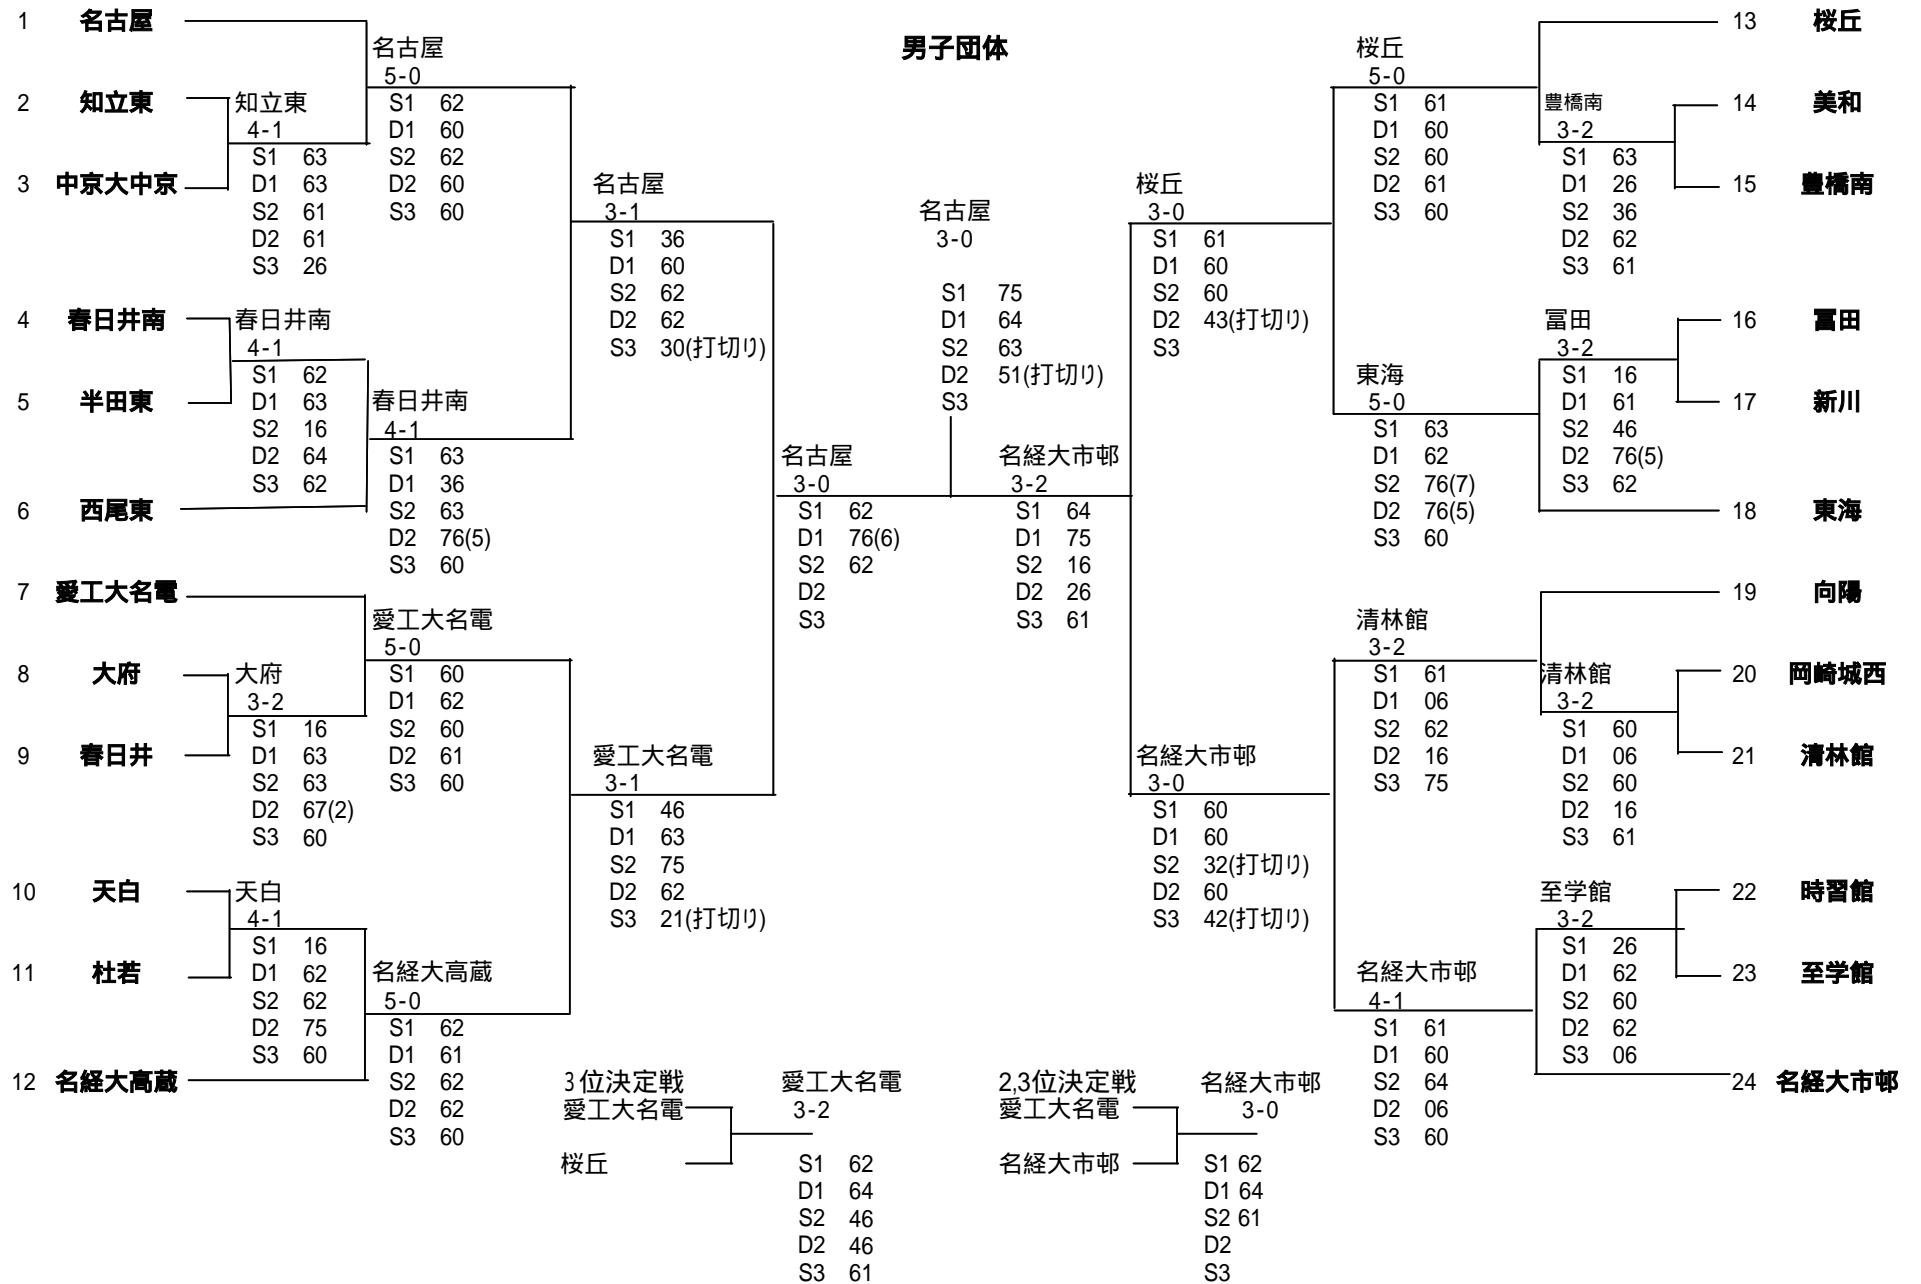 男子団体
1 名古屋
2 知立東
3 中京大中京
4 春日井南
5 半田東
6 西尾東
7 愛工大名電
8 大府
9 春日井
10 天白
11 杜若
12 名経大高蔵
知立東
4-1
S1 63
D1 63
S2 61
D2 61
S3 26
春日井南
4-1
S1 62
D1 63
S2 16
D2 64
S3 62
大府
3-2
S1 16
D1 63
S2 63
D2 67(2)
S3 60
天白
4-1
S1 16
D1 62
S2 62
D2 75
S3 60
名古屋
5-0
S1 62
D1 60
S2 62
D2 60
S3 60
春日井南
4-1
S1 63
D1 36
S2 63
D2 76(5)
S3 60
愛工大名電
5-0
S1 60
D1 62
S2 60
D2 61
S3 60
名経大高蔵
5-0
S1 62
D1 61
S2 62
D2 62
S3 60
名古屋
3-1
S1 36
D1 60
S2 62
D2 62
S3 30(打切り)
愛工大名電
3-1
S1 46
D1 63
S2 75
D2 62
S3 21(打切り)
名古屋
3-0
S1 62
D1 76(6)
S2 62
D2
S3
名古屋
3-0
S1 75
D1 64
S2 63
D2 51(打切り)
S3
名経大市邨
3-2
S1 64
D1 75
S2 16
D2 26
S3 61
桜丘
3-0
S1 61
D1 60
S2 60
D2 43(打切り)
S3
名経大市邨
3-0
S1 60
D1 60
S2 32(打切り)
D2 60
S3 42(打切り)
桜丘
5-0
S1 61
D1 60
S2 60
D2 61
S3 60
東海
5-0
S1 63
D1 62
S2 76(7)
D2 76(5)
S3 60
清林館
3-2
S1 61
D1 06
S2 62
D2 16
S3 75
名経大市邨
4-1
S1 61
D1 60
S2 64
D2 06
S3 60
豊橋南
3-2
S1 63
D1 26
S2 36
D2 62
S3 61
冨田
3-2
S1 16
D1 61
S2 46
D2 76(5)
S3 62
清林館
3-2
S1 60
D1 06
S2 60
D2 16
S3 61
至学館
3-2
S1 26
D1 62
S2 60
D2 62
S3 06
13 桜丘
14 美和
15 豊橋南
16 冨田
17 新川
18 東海
19 向陽
20 岡崎城西
21 清林館
22 時習館
23 至学館
24 名経大市邨
3位決定戦
愛工大名電
桜丘
愛工大名電
3-2
S1 62
D1 64
S2 46
D2 46
S3 61
2,3位決定戦
愛工大名電
名経大市邨
名経大市邨
3-0
S1 62
D1 64
S2 61
D2
S3